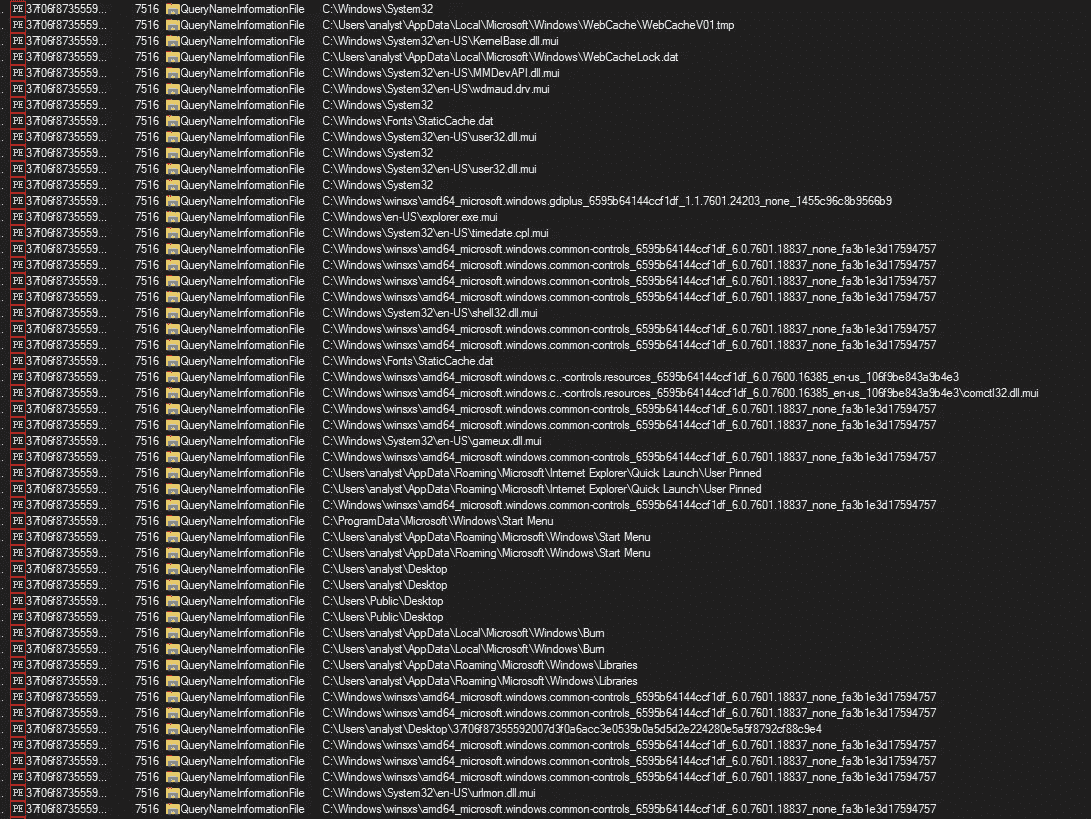 PE 37f06f8735559... 7516 QueryNameInformationFile C:\Windows\System32
PE 37f06f8735559... 7516 QueryNameInformationFile C:\Users\analyst\AppData\Local\Microsoft\Windows\WebCache\WebCacheV01.tmp
PE 37f06f8735559... 7516 QueryNameInformationFile C:\Windows\System32\en-US\KernelBase.dll.mui
PE 37f06f8735559... 7516 QueryNameInformationFile C:\Users\analyst\AppData\Local\Microsoft\Windows\WebCacheLock.dat
PE 37f06f8735559... 7516 QueryNameInformationFile C:\Windows\System32\en-US\MMDevAPI.dll.mui
PE 37f06f8735559... 7516 QueryNameInformationFile C:\Windows\System32\en-US\wdmaud.drv.mui
PE 37f06f8735559... 7516 QueryNameInformationFile C:\Windows\System32
PE 37f06f8735559... 7516 QueryNameInformationFile C:\Windows\Fonts\StaticCache.dat
PE 37f06f8735559... 7516 QueryNameInformationFile C:\Windows\System32\en-US\user32.dll.mui
PE 37f06f8735559... 7516 QueryNameInformationFile C:\Windows\System32
PE 37f06f8735559... 7516 QueryNameInformationFile C:\Windows\System32\en-US\user32.dll.mui
PE 37f06f8735559... 7516 QueryNameInformationFile C:\Windows\System32
PE 37f06f8735559... 7516 QueryNameInformationFile C:\Windows\winsxs\amd64_microsoft.windows.gdiplus_6595b64144ccf1df_1.1.7601.24203_none_1455c96c8b9566b9
PE 37f06f8735559... 7516 QueryNameInformationFile C:\Windows\en-US\explorer.exe.mui
PE 37f06f8735559... 7516 QueryNameInformationFile C:\Windows\System32\en-US\timedate.cpl.mui
PE 37f06f8735559... 7516 QueryNameInformationFile C:\Windows\winsxs\amd64_microsoft.windows.common-controls_6595b64144ccf1df_6.0.7601.18837_none_fa3b1e3d17594757
PE 37f06f8735559... 7516 QueryNameInformationFile C:\Windows\winsxs\amd64_microsoft.windows.common-controls_6595b64144ccf1df_6.0.7601.18837_none_fa3b1e3d17594757
PE 37f06f8735559... 7516 QueryNameInformationFile C:\Windows\winsxs\amd64_microsoft.windows.common-controls_6595b64144ccf1df_6.0.7601.18837_none_fa3b1e3d17594757
PE 37f06f8735559... 7516 QueryNameInformationFile C:\Windows\winsxs\amd64_microsoft.windows.common-controls_6595b64144ccf1df_6.0.7601.18837_none_fa3b1e3d17594757
PE 37f06f8735559... 7516 QueryNameInformationFile C:\Windows\System32\en-US\shell32.dll.mui
PE 37f06f8735559... 7516 QueryNameInformationFile C:\Windows\winsxs\amd64_microsoft.windows.common-controls_6595b64144ccf1df_6.0.7601.18837_none_fa3b1e3d17594757
PE 37f06f8735559... 7516 QueryNameInformationFile C:\Windows\winsxs\amd64_microsoft.windows.common-controls_6595b64144ccf1df_6.0.7601.18837_none_fa3b1e3d17594757
PE 37f06f8735559... 7516 QueryNameInformationFile C:\Windows\Fonts\StaticCache.dat
PE 37f06f8735559... 7516 QueryNameInformationFile C:\Windows\winsxs\amd64_microsoft.windows.c..-controls.resources_6595b64144ccf1df_6.0.7600.16385_en-us_106f9be843a9b4e3
PE 37f06f8735559... 7516 QueryNameInformationFile C:\Windows\winsxs\amd64_microsoft.windows.c..-controls.resources_6595b64144ccf1df_6.0.7600.16385_en-us_106f9be843a9b4e3\comctl32.dll.mui
PE 37f06f8735559... 7516 QueryNameInformationFile C:\Windows\winsxs\amd64_microsoft.windows.common-controls_6595b64144ccf1df_6.0.7601.18837_none_fa3b1e3d17594757
PE 37f06f8735559... 7516 QueryNameInformationFile C:\Windows\winsxs\amd64_microsoft.windows.common-controls_6595b64144ccf1df_6.0.7601.18837_none_fa3b1e3d17594757
PE 37f06f8735559... 7516 QueryNameInformationFile C:\Windows\System32\en-US\gameux.dll.mui
PE 37f06f8735559... 7516 QueryNameInformationFile C:\Windows\winsxs\amd64_microsoft.windows.common-controls_6595b64144ccf1df_6.0.7601.18837_none_fa3b1e3d17594757
PE 37f06f8735559... 7516 QueryNameInformationFile C:\Users\analyst\AppData\Roaming\Microsoft\Internet Explorer\Quick Launch\User Pinned
PE 37f06f8735559... 7516 QueryNameInformationFile C:\Users\analyst\AppData\Roaming\Microsoft\Internet Explorer\Quick Launch\User Pinned
PE 37f06f8735559... 7516 QueryNameInformationFile C:\Windows\winsxs\amd64_microsoft.windows.common-controls_6595b64144ccf1df_6.0.7601.18837_none_fa3b1e3d17594757
PE 37f06f8735559... 7516 QueryNameInformationFile C:\ProgramData\Microsoft\Windows\Start Menu
PE 37f06f8735559... 7516 QueryNameInformationFile C:\Users\analyst\AppData\Roaming\Microsoft\Windows\Start Menu
PE 37f06f8735559... 7516 QueryNameInformationFile C:\Users\analyst\AppData\Roaming\Microsoft\Windows\Start Menu
PE 37f06f8735559... 7516 QueryNameInformationFile C:\Users\analyst\Desktop
PE 37f06f8735559... 7516 QueryNameInformationFile C:\Users\analyst\Desktop
PE 37f06f8735559... 7516 QueryNameInformationFile C:\Users\Public\Desktop
PE 37f06f8735559... 7516 QueryNameInformationFile C:\Users\Public\Desktop
PE 37f06f8735559... 7516 QueryNameInformationFile C:\Users\analyst\AppData\Local\Microsoft\Windows\Burn
PE 37f06f8735559... 7516 QueryNameInformationFile C:\Users\analyst\AppData\Local\Microsoft\Windows\Burn
PE 37f06f8735559... 7516 QueryNameInformationFile C:\Users\analyst\AppData\Roaming\Microsoft\Windows\Libraries
PE 37f06f8735559... 7516 QueryNameInformationFile C:\Users\analyst\AppData\Roaming\Microsoft\Windows\Libraries
PE 37f06f8735559... 7516 QueryNameInformationFile C:\Windows\winsxs\amd64_microsoft.windows.common-controls_6595b64144ccf1df_6.0.7601.18837_none_fa3b1e3d17594757
PE 37f06f8735559... 7516 QueryNameInformationFile C:\Windows\winsxs\amd64_microsoft.windows.common-controls_6595b64144ccf1df_6.0.7601.18837_none_fa3b1e3d17594757
PE 37f06f8735559... 7516 QueryNameInformationFile C:\Users\analyst\Desktop\37f06f87355592007d3f0a6acc3e0535b0a5d5d2e224280e5a5f8792cf88c9e4
PE 37f06f8735559... 7516 QueryNameInformationFile C:\Windows\winsxs\amd64_microsoft.windows.common-controls_6595b64144ccf1df_6.0.7601.18837_none_fa3b1e3d17594757
PE 37f06f8735559... 7516 QueryNameInformationFile C:\Windows\winsxs\amd64_microsoft.windows.common-controls_6595b64144ccf1df_6.0.7601.18837_none_fa3b1e3d17594757
PE 37f06f8735559... 7516 QueryNameInformationFile C:\Windows\winsxs\amd64_microsoft.windows.common-controls_6595b64144ccf1df_6.0.7601.18837_none_fa3b1e3d17594757
PE 37f06f8735559... 7516 QueryNameInformationFile C:\Windows\System32\en-US\urlmon.dll.mui
PE 37f06f8735559... 7516 QueryNameInformationFile C:\Windows\winsxs\amd64_microsoft.windows.common-controls_6595b64144ccf1df_6.0.7601.18837_none_fa3b1e3d17594757